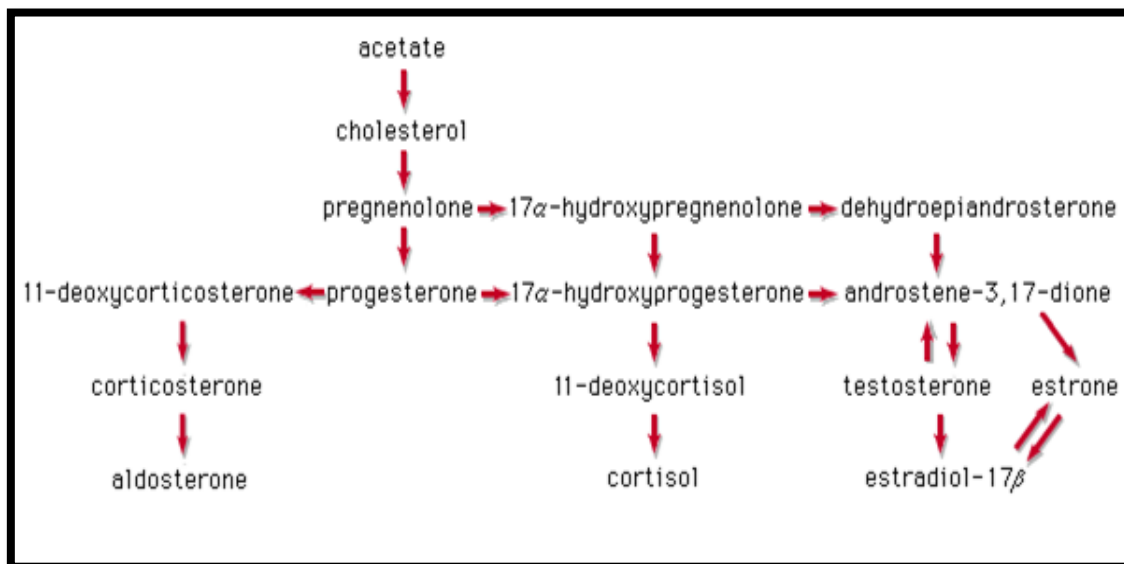 acetate
cholesterol
pregnenolone 17α-hydroxypregnenolone dehydroepiandrosterone
11-deoxycorticosterone progesterone 17α-hydroxyprogesterone androstene-3,17-dione
corticosterone 11-deoxycortisol testosterone estrone
aldosterone cortisol estradiol-17β